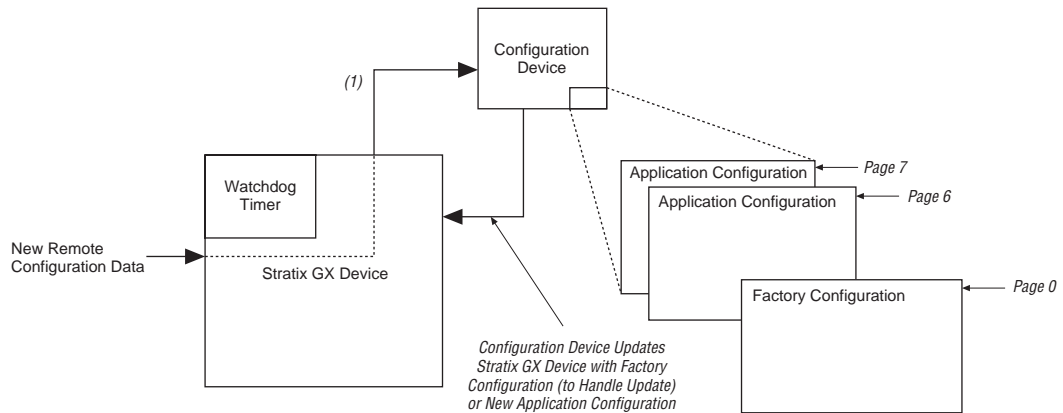 Configuration
Device
(1)
Application Configuration
Page 7
Application Configuration
Page 6
Watchdog
Timer
New Remote
Configuration Data
Stratix GX Device
Factory Configuration
Page 0
Configuration Device Updates
Stratix GX Device with Factory
Configuration (to Handle Update)
or New Application Configuration